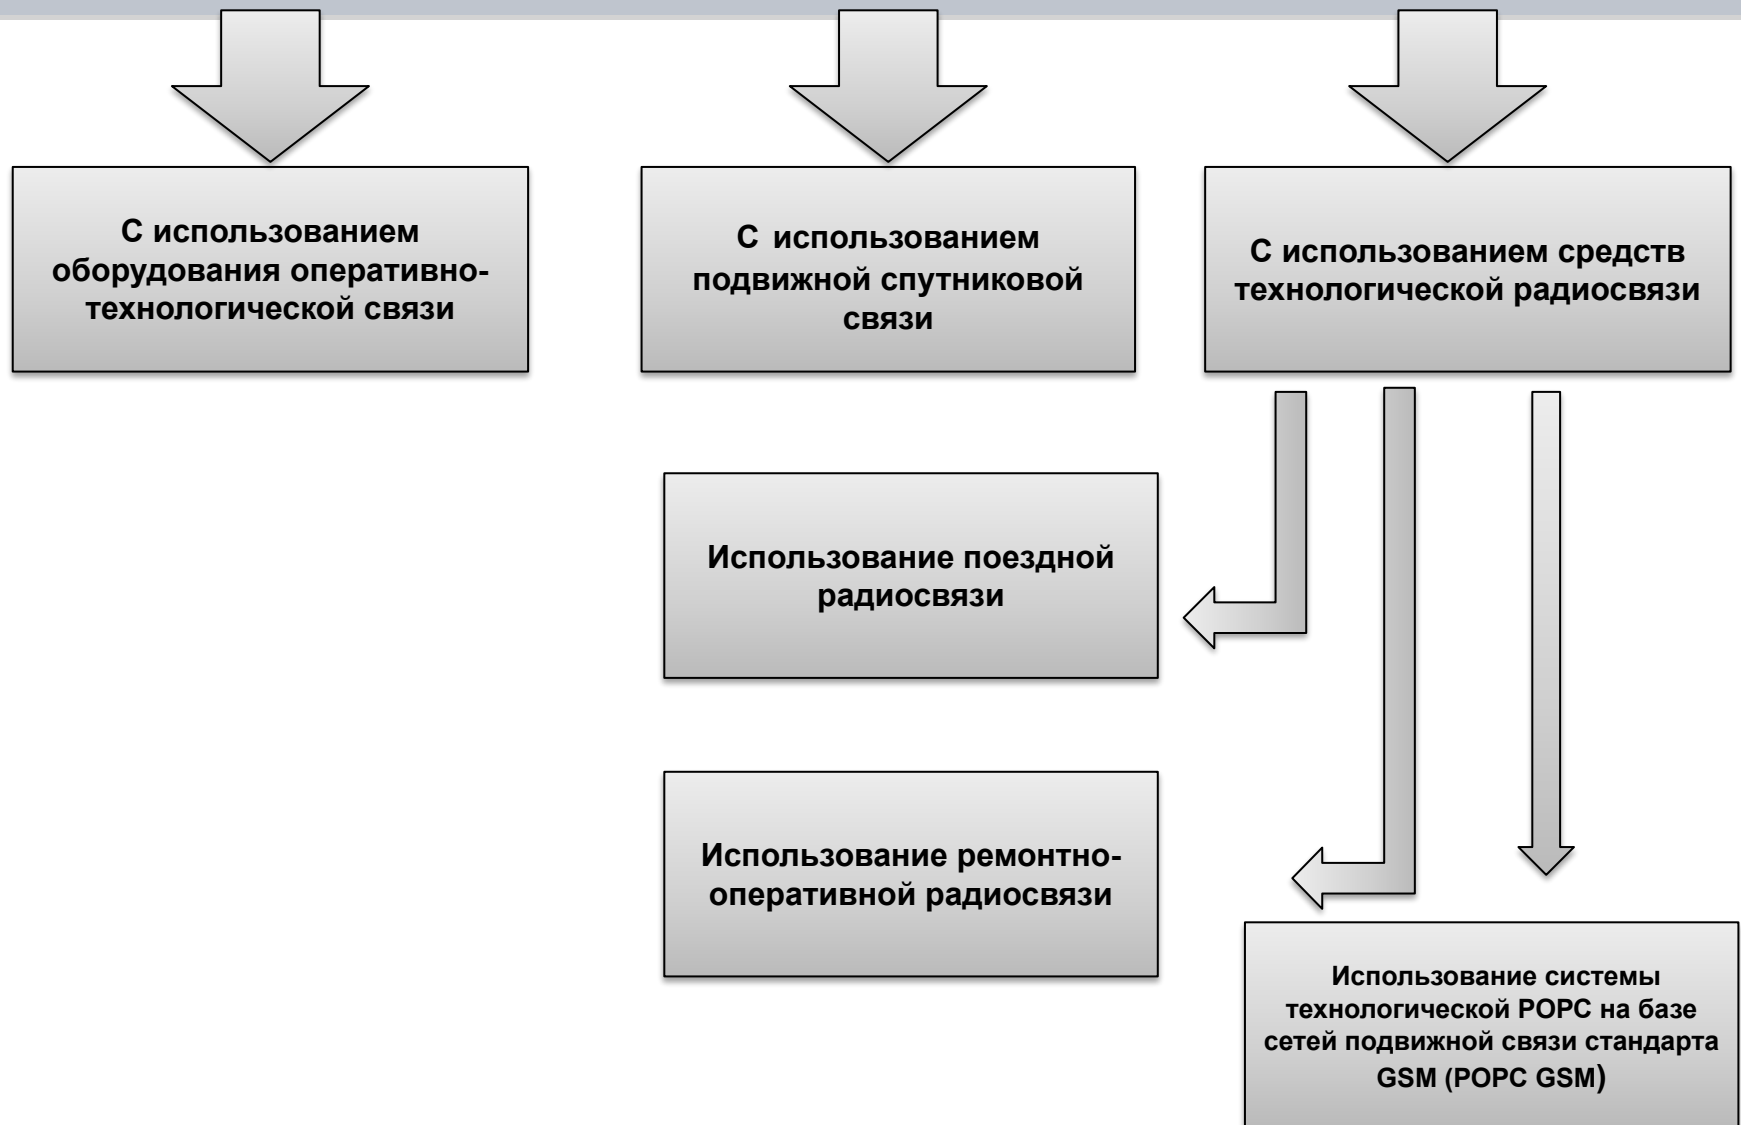 С использованием
оборудования оперативно-
технологической связи
С использованием
подвижной спутниковой
связи
С использованием средств
технологической радиосвязи
Использование поездной
радиосвязи
Использование ремонтно-
оперативной радиосвязи
Использование системы
технологической РОРС на базе
сетей подвижной связи стандарта
GSM (РОРС GSM)